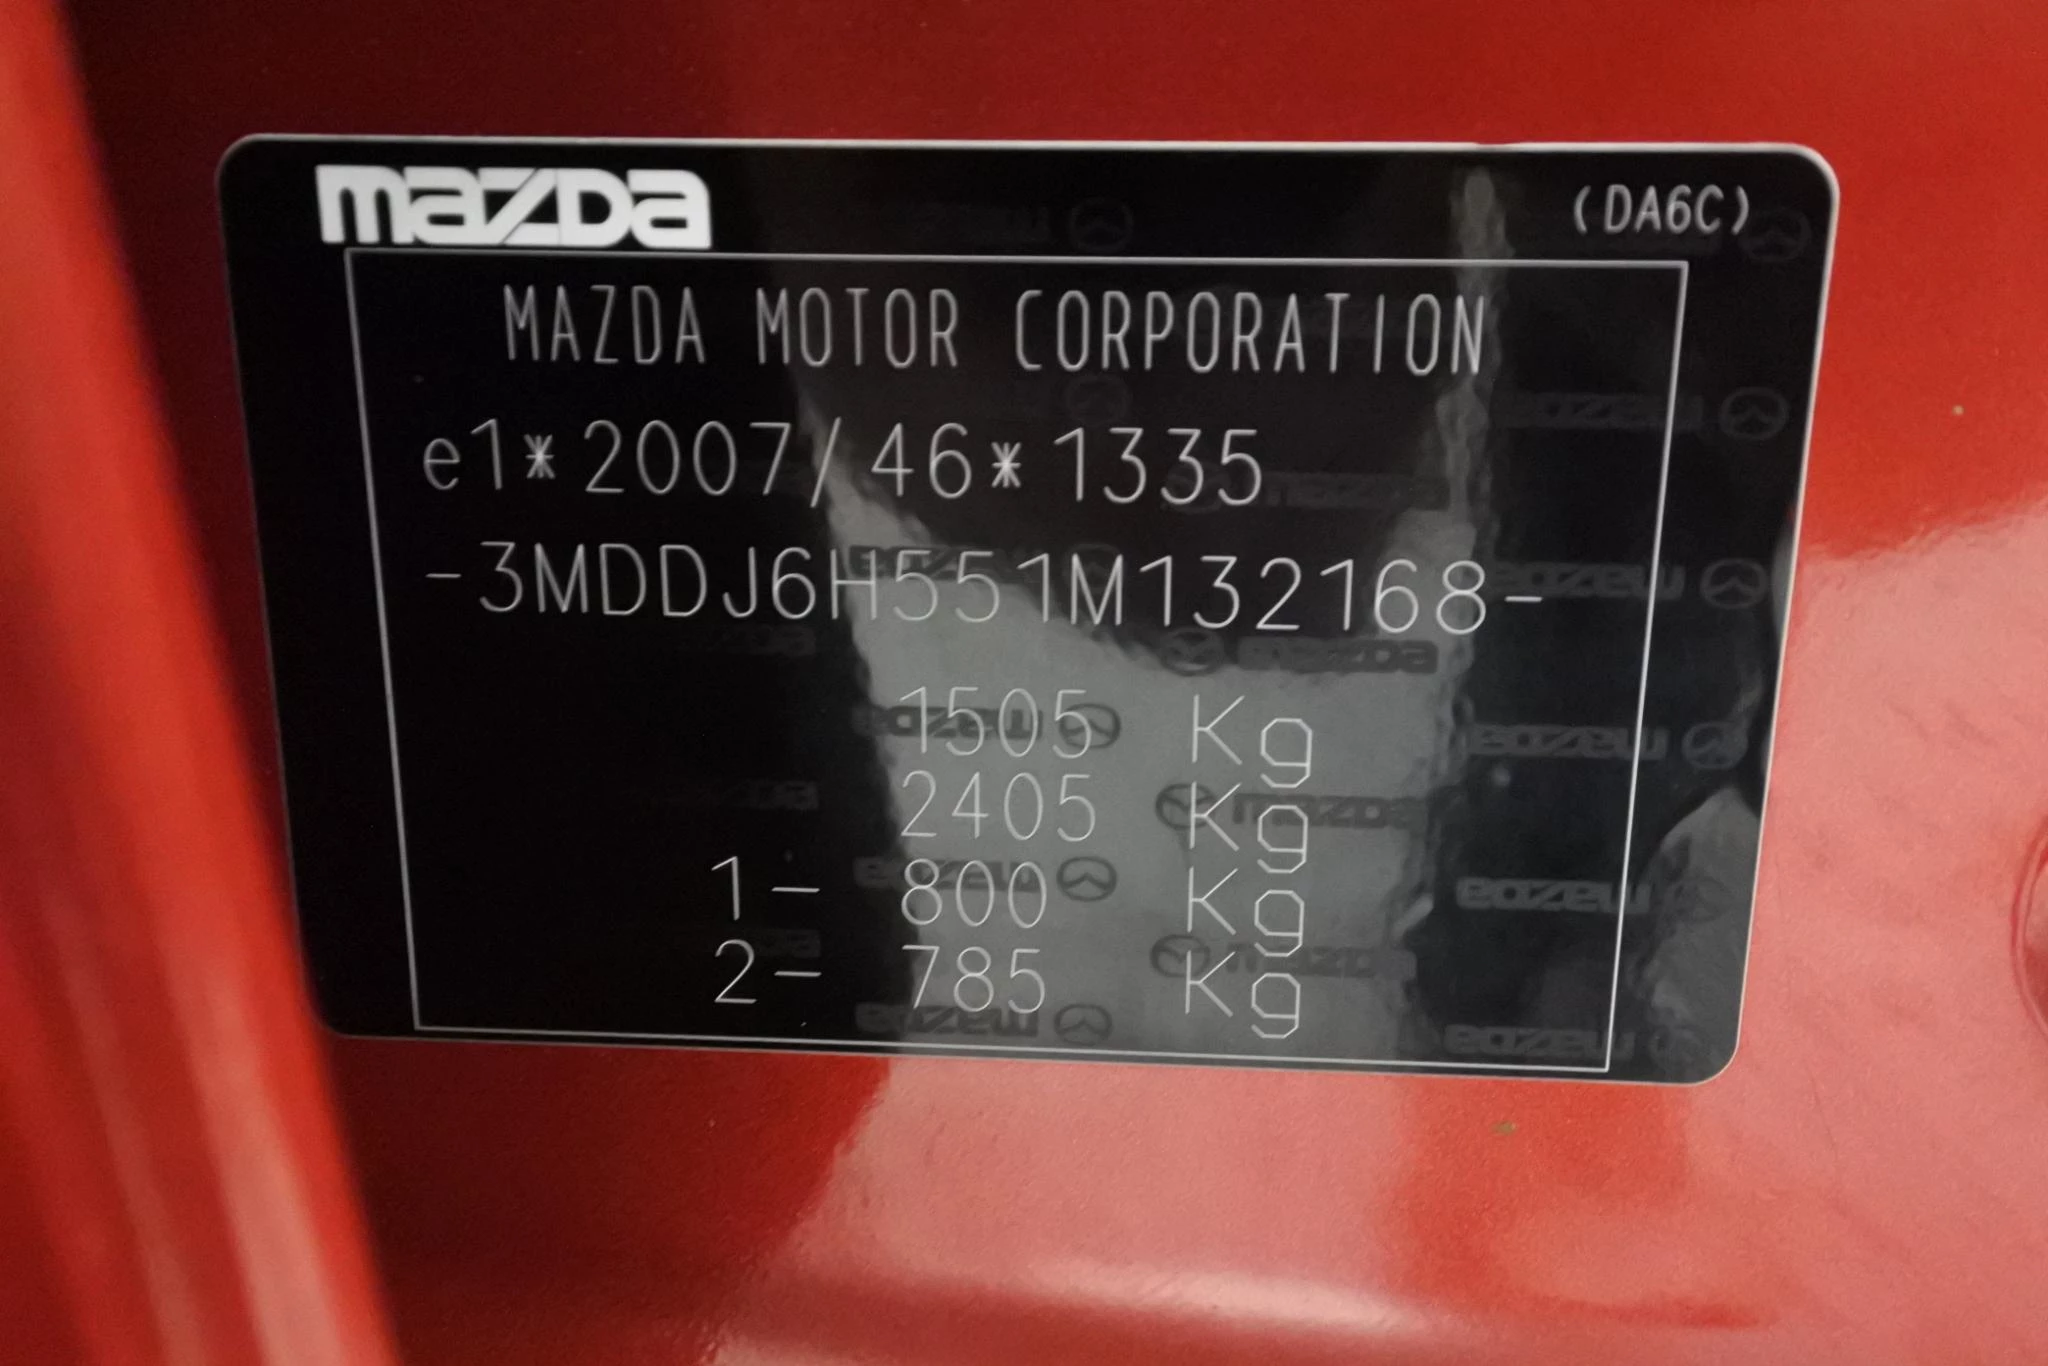 mazda (DA6C)
MAZDA MOTOR CORPORATION
e1*2007/46*1335
-3MDDJ6H551M132168-
1505 Kg
2405 Kg
1- 800 Kg
2- 785 Kg